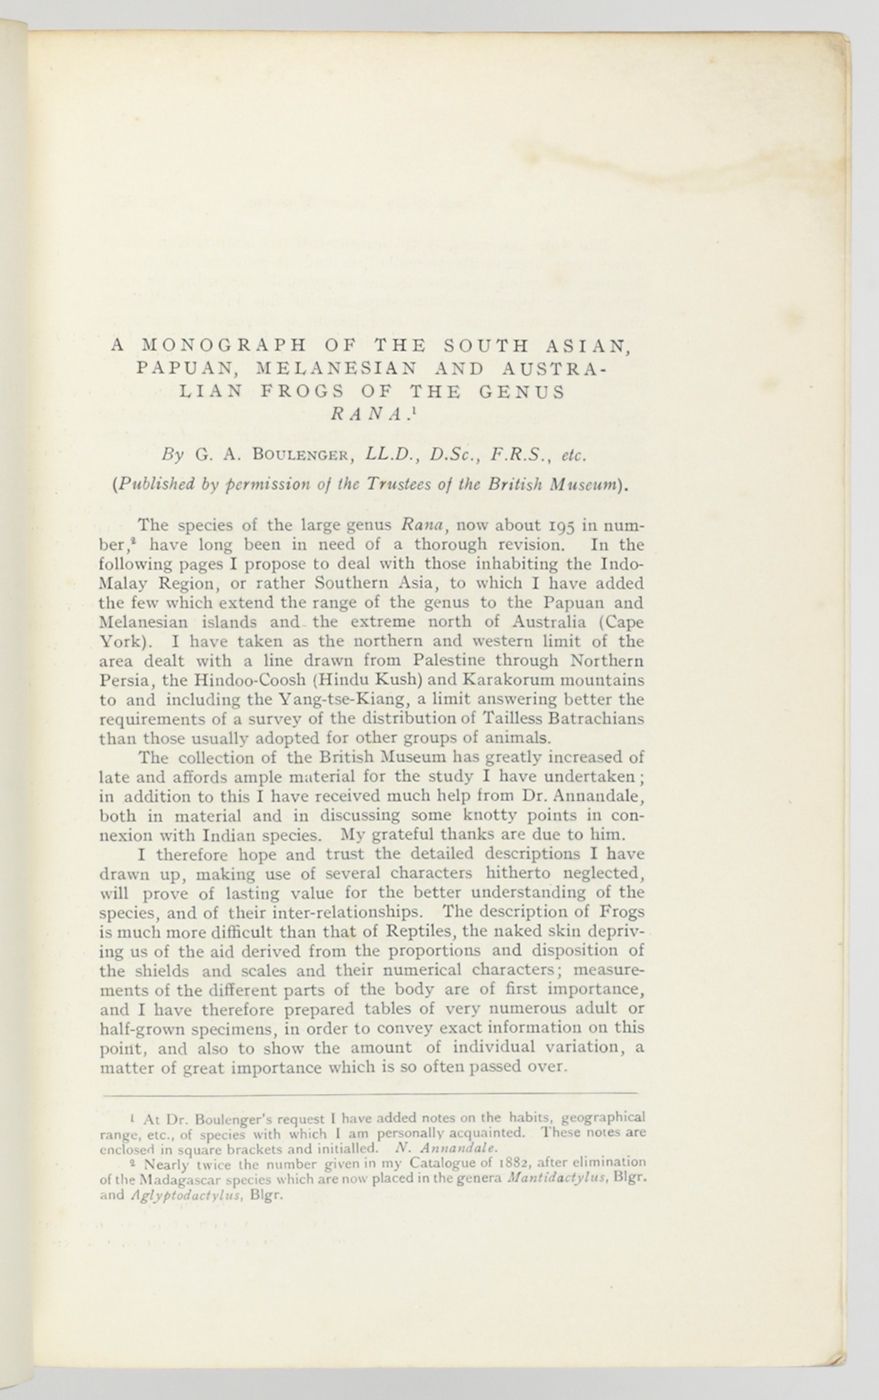 A MONOGRAPH OF THE SOUTH ASIAN,
PAPUAN, MELANESIAN AND AUSTRA-
LIAN FROGS OF THE GENUS
RANA.¹
By G. A. BOULENGER, LL.D., D.Sc., F.R.S., etc.
(Published by permission of the Trustees of the British Museum).
The species of the large genus Rana, now about 195 in num-
ber,² have long been in need of a thorough revision. In the
following pages I propose to deal with those inhabiting the Indo-
Malay Region, or rather Southern Asia, to which I have added
the few which extend the range of the genus to the Papuan and
Melanesian islands and the extreme north of Australia (Cape
York). I have taken as the northern and western limit of the
area dealt with a line drawn from Palestine through Northern
Persia, the Hindoo-Coosh (Hindu Kush) and Karakorum mountains
to and including the Yang-tse-Kiang, a limit answering better the
requirements of a survey of the distribution of Tailless Batrachians
than those usually adopted for other groups of animals.
The collection of the British Museum has greatly increased of
late and affords ample material for the study I have undertaken;
in addition to this I have received much help from Dr. Annandale,
both in material and in discussing some knotty points in con-
nexion with Indian species. My grateful thanks are due to him.
I therefore hope and trust the detailed descriptions I have
drawn up, making use of several characters hitherto neglected,
will prove of lasting value for the better understanding of the
species, and of their inter-relationships. The description of Frogs
is much more difficult than that of Reptiles, the naked skin depriv-
ing us of the aid derived from the proportions and disposition of
the shields and scales and their numerical characters; measure-
ments of the different parts of the body are of first importance,
and I have therefore prepared tables of very numerous adult or
half-grown specimens, in order to convey exact information on this
point, and also to show the amount of individual variation, a
matter of great importance which is so often passed over.
¹ At Dr. Boulenger's request I have added notes on the habits, geographical
range, etc., of species with which I am personally acquainted. These notes are
enclosed in square brackets and initialled. N. Annandale.
² Nearly twice the number given in my Catalogue of 1882, after elimination
of the Madagascar species which are now placed in the genera Mantidactylus, Blgr.
and Aglyptodactylus, Blgr.